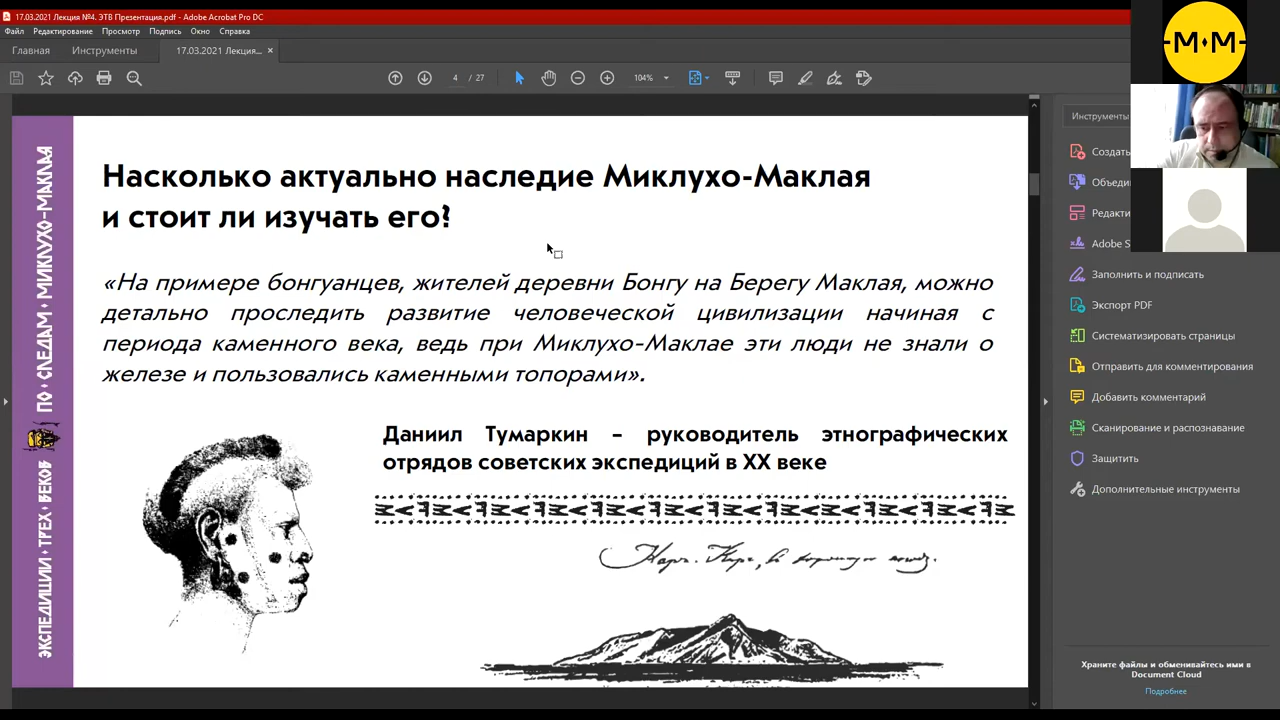 17.03.2021 Лекция №4. ЭТВ Презентация.pdf - Adobe Acrobat Pro DC
Файл Редактирование Просмотр Подпись Окно Справка
Главная Инструменты 17.03.2021 Лекция... ×
4 / 27 104%
M M
Инструменты
Создать
Объеди
Редакти
Adobe S
Заполнить и подписать
Экспорт PDF
Систематизировать страницы
Отправить для комментирования
Добавить комментарий
Сканирование и распознавание
Защитить
Дополнительные инструменты
Храните файлы и обменивайтесь ими в
Document Cloud
Подробнее
ЭКСПЕДИЦИИ ТРЕХ ВЕКОВ ПО СЛЕДАМ МИКЛУХО-МАКЛАЯ
Насколько актуально наследие Миклухо-Маклая
и стоит ли изучать его?
«На примере бонгуанцев, жителей деревни Бонгу на Берегу Маклая, можно
детально проследить развитие человеческой цивилизации начиная с
периода каменного века, ведь при Миклухо-Маклае эти люди не знали о
железе и пользовались каменными топорами».
Даниил Тумаркин – руководитель этнографических
отрядов советских экспедиций в XX веке